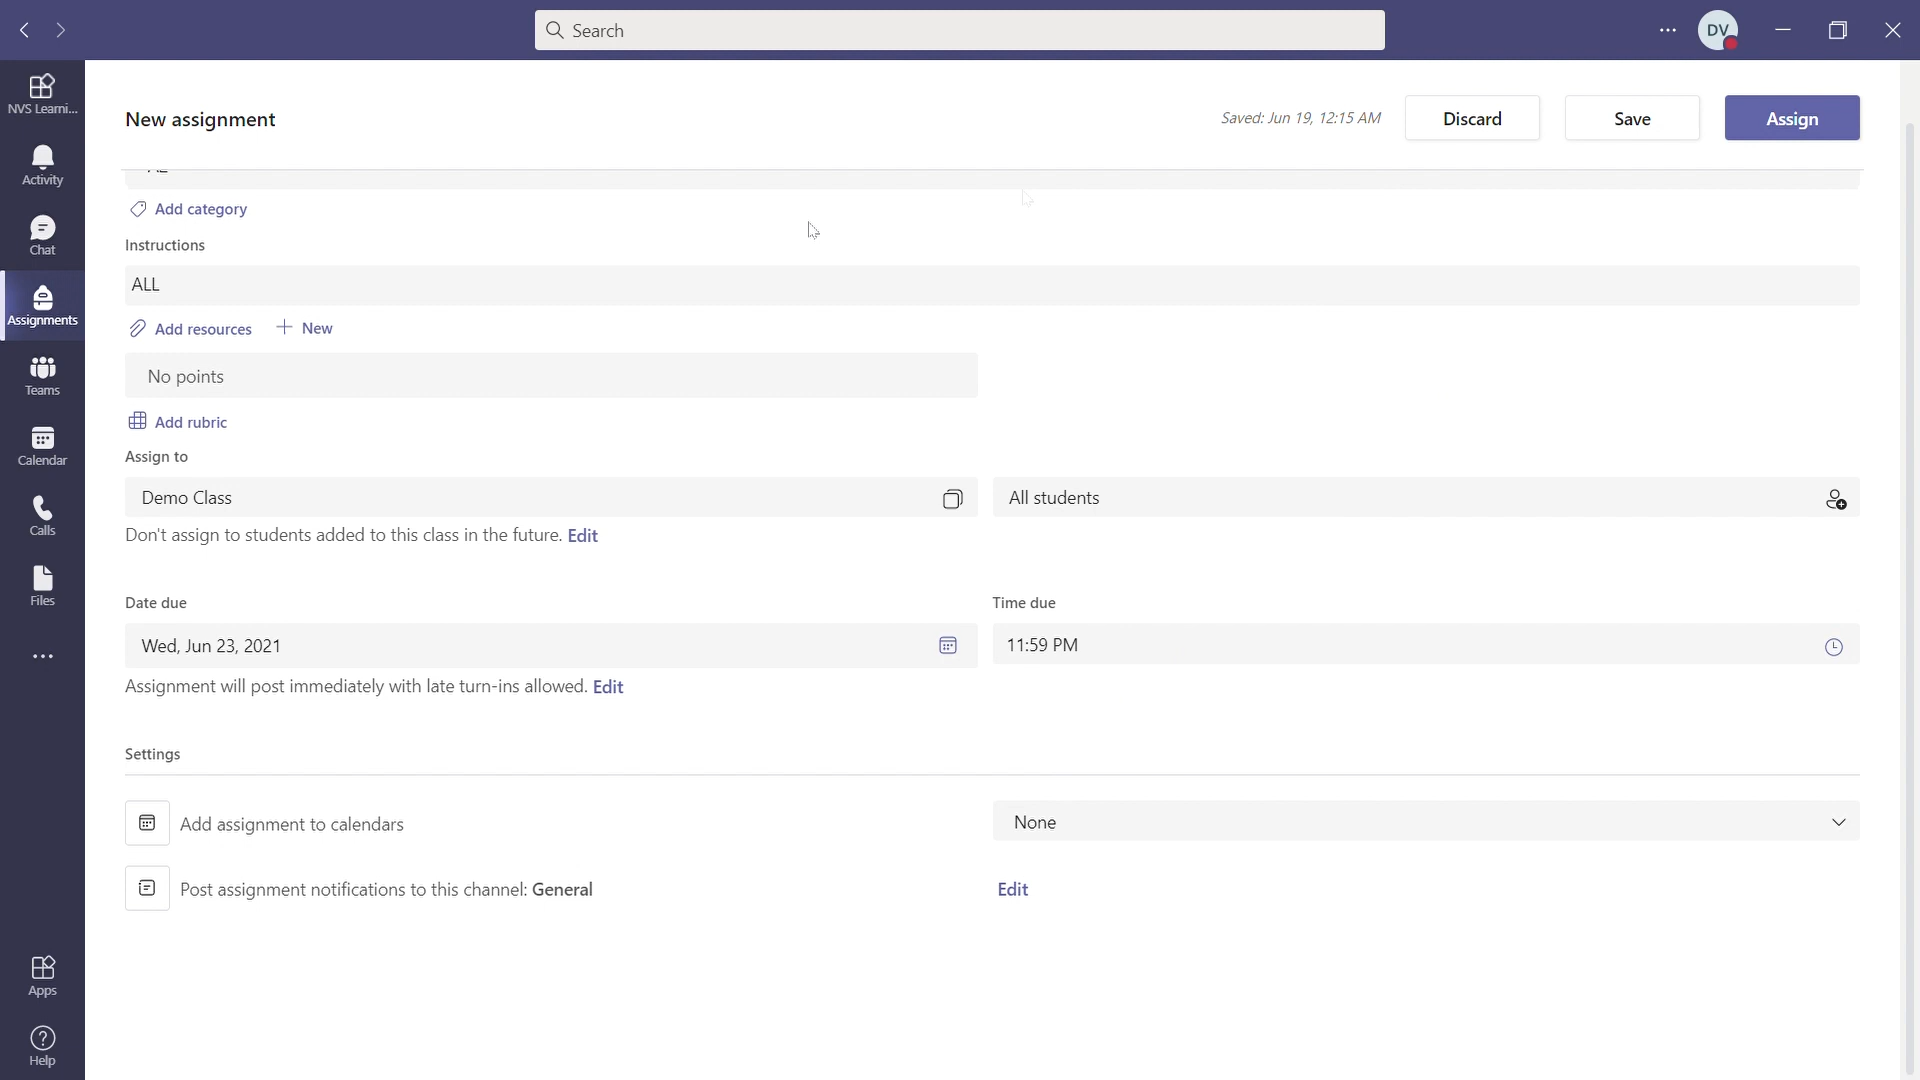 Search
DV
NVS Learni...
Activity
Chat
Assignments
Teams
Calendar
Calls
Files
Apps
Help
New assignment
Saved: Jun 19, 12:15 AM
Discard
Save
Assign
Add category
Instructions
ALL
Add resources
New
No points
Add rubric
Assign to
Demo Class
All students
Don't assign to students added to this class in the future. Edit
Date due
Time due
Wed, Jun 23, 2021
11:59 PM
Assignment will post immediately with late turn-ins allowed. Edit
Settings
Add assignment to calendars
None
Post assignment notifications to this channel: General
Edit